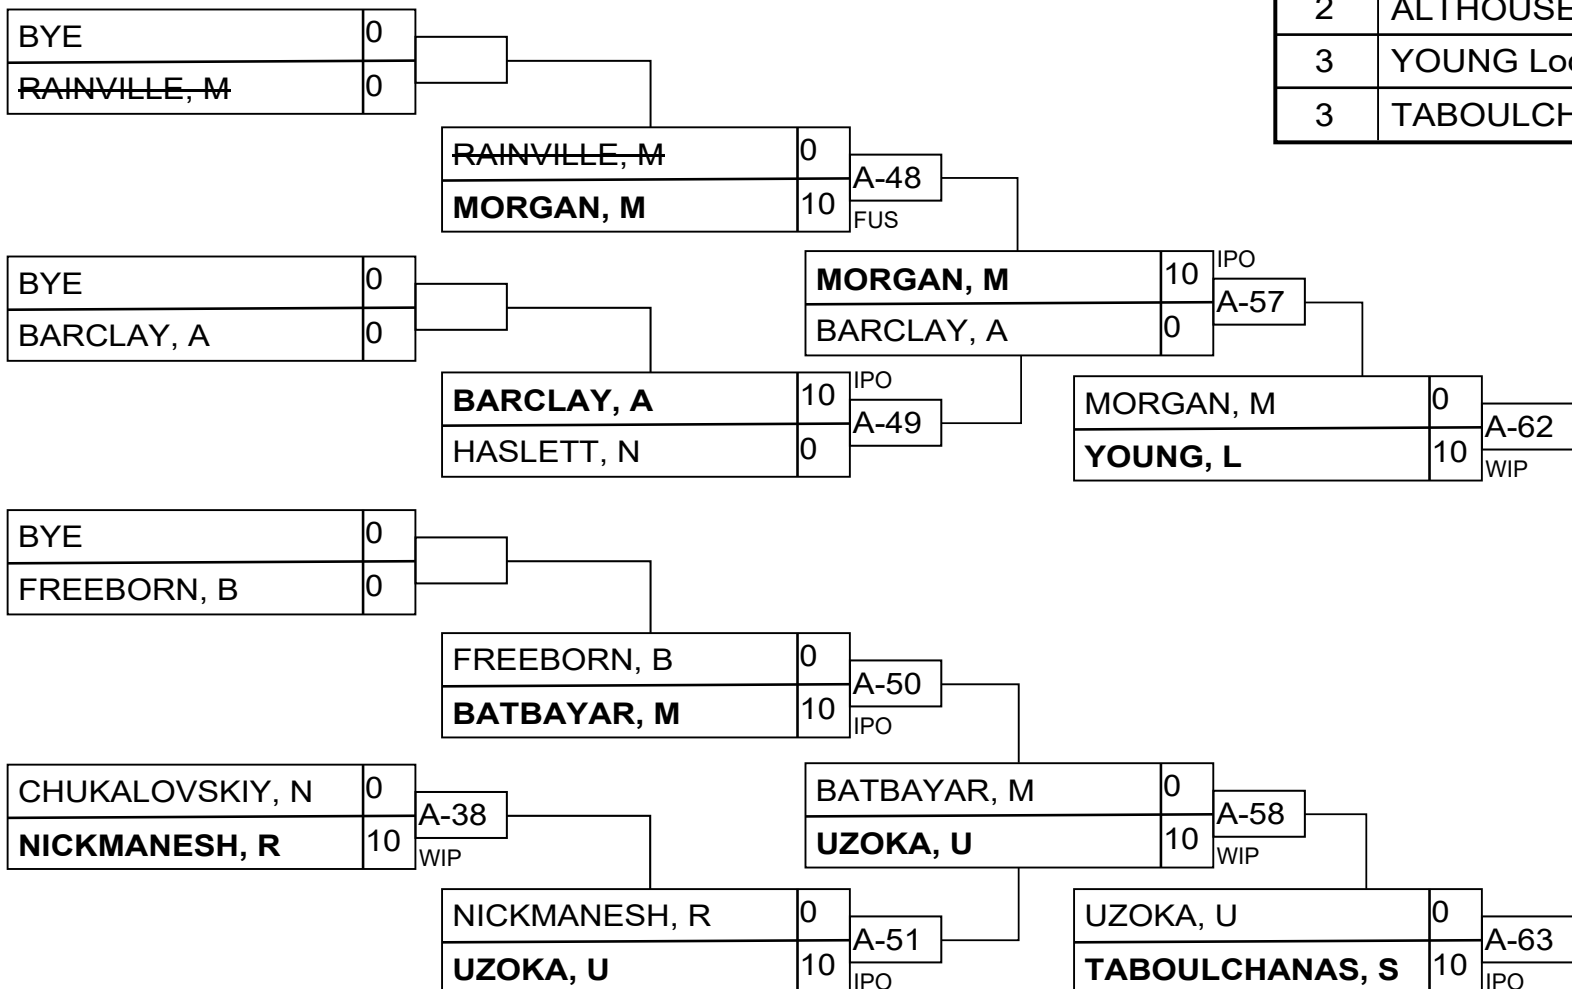 2 ALTHOUSE
3 YOUNG
3
BYE 0
RAINVILLE, M 0
RAINVILLE, M 0
A-48
MORGAN, M 10
FUS
BYE 0
BARCLAY, A 0
MORGAN, M 10 IPO
A-57
BARCLAY, A 0
BARCLAY, A 10 IPO
A-49
HASLETT, N 0
MORGAN, M 0
A-62
YOUNG, L 10
WIP
BYE 0
FREEBORN, B 0
FREEBORN, B 0
A-50
BATBAYAR, M 10
IPO
CHUKALOVSKIY, N 0
A-38
NICKMANESH, R 10
WIP
BATBAYAR, M 0
A-58
UZOKA, U 10
WIP
NICKMANESH, R 0
A-51
UZOKA, U 10
IPO
UZOKA, U 0
A-63
TABOULCHANAS, S 10
IPO